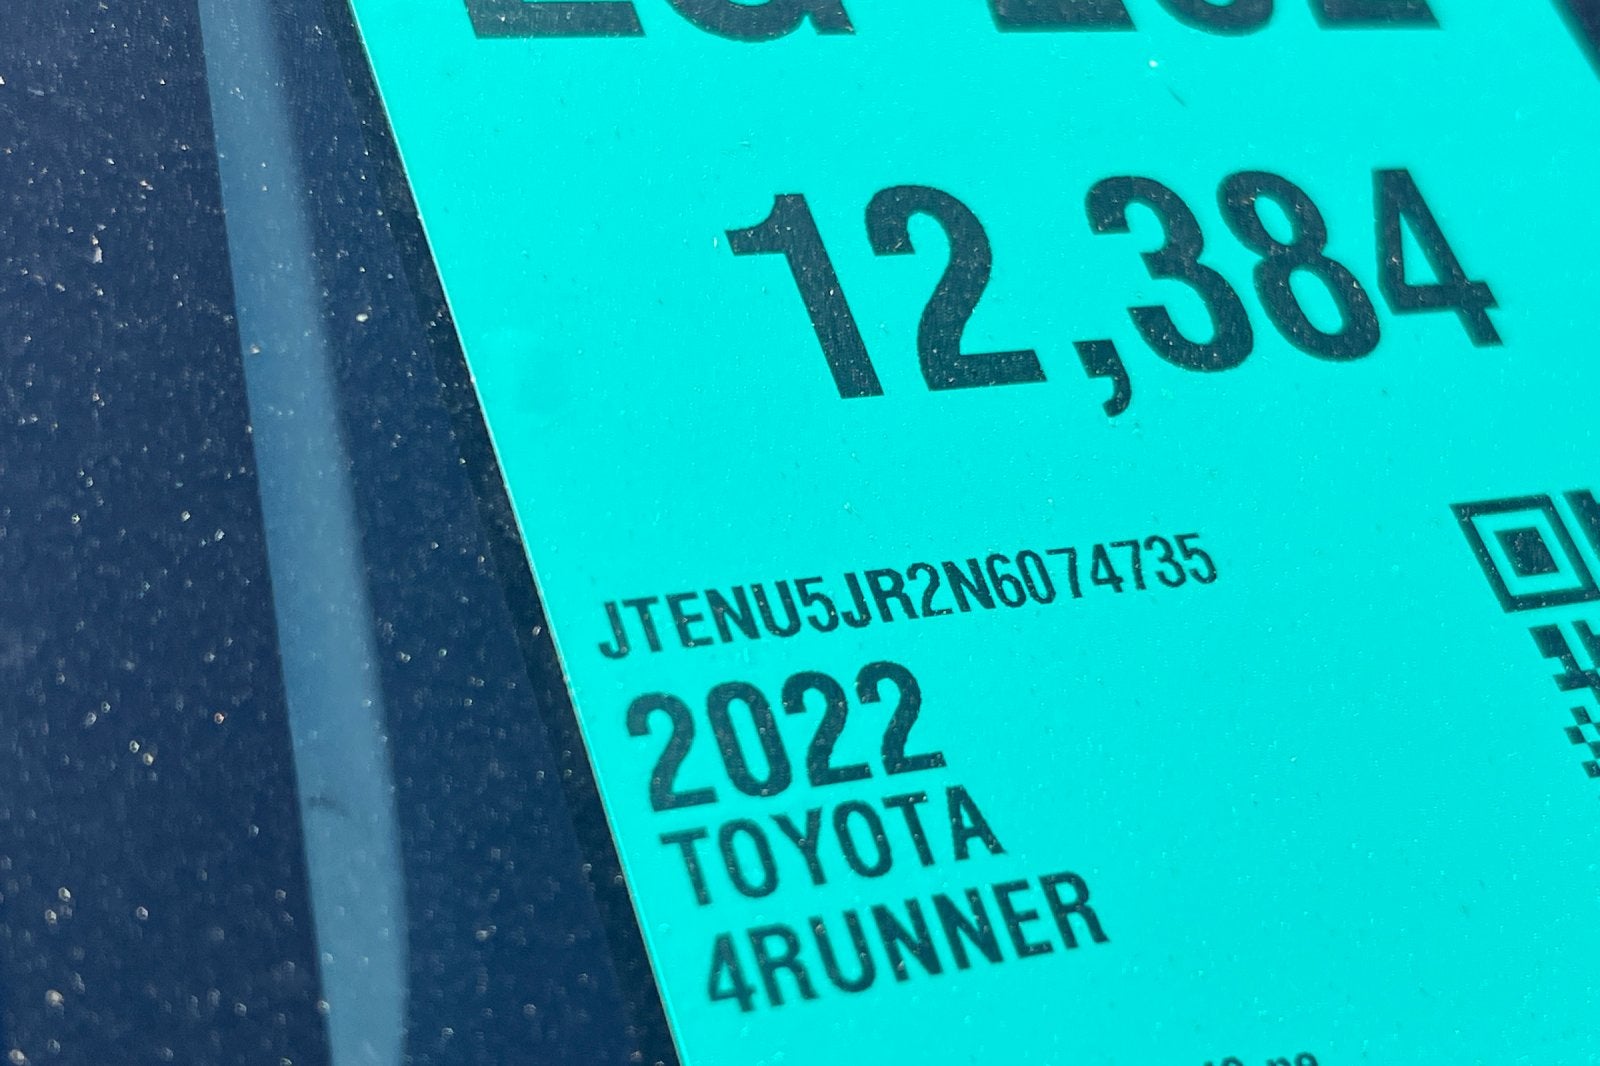 12,384
JTENU5JR2N6074735
2022
TOYOTA
4RUNNER